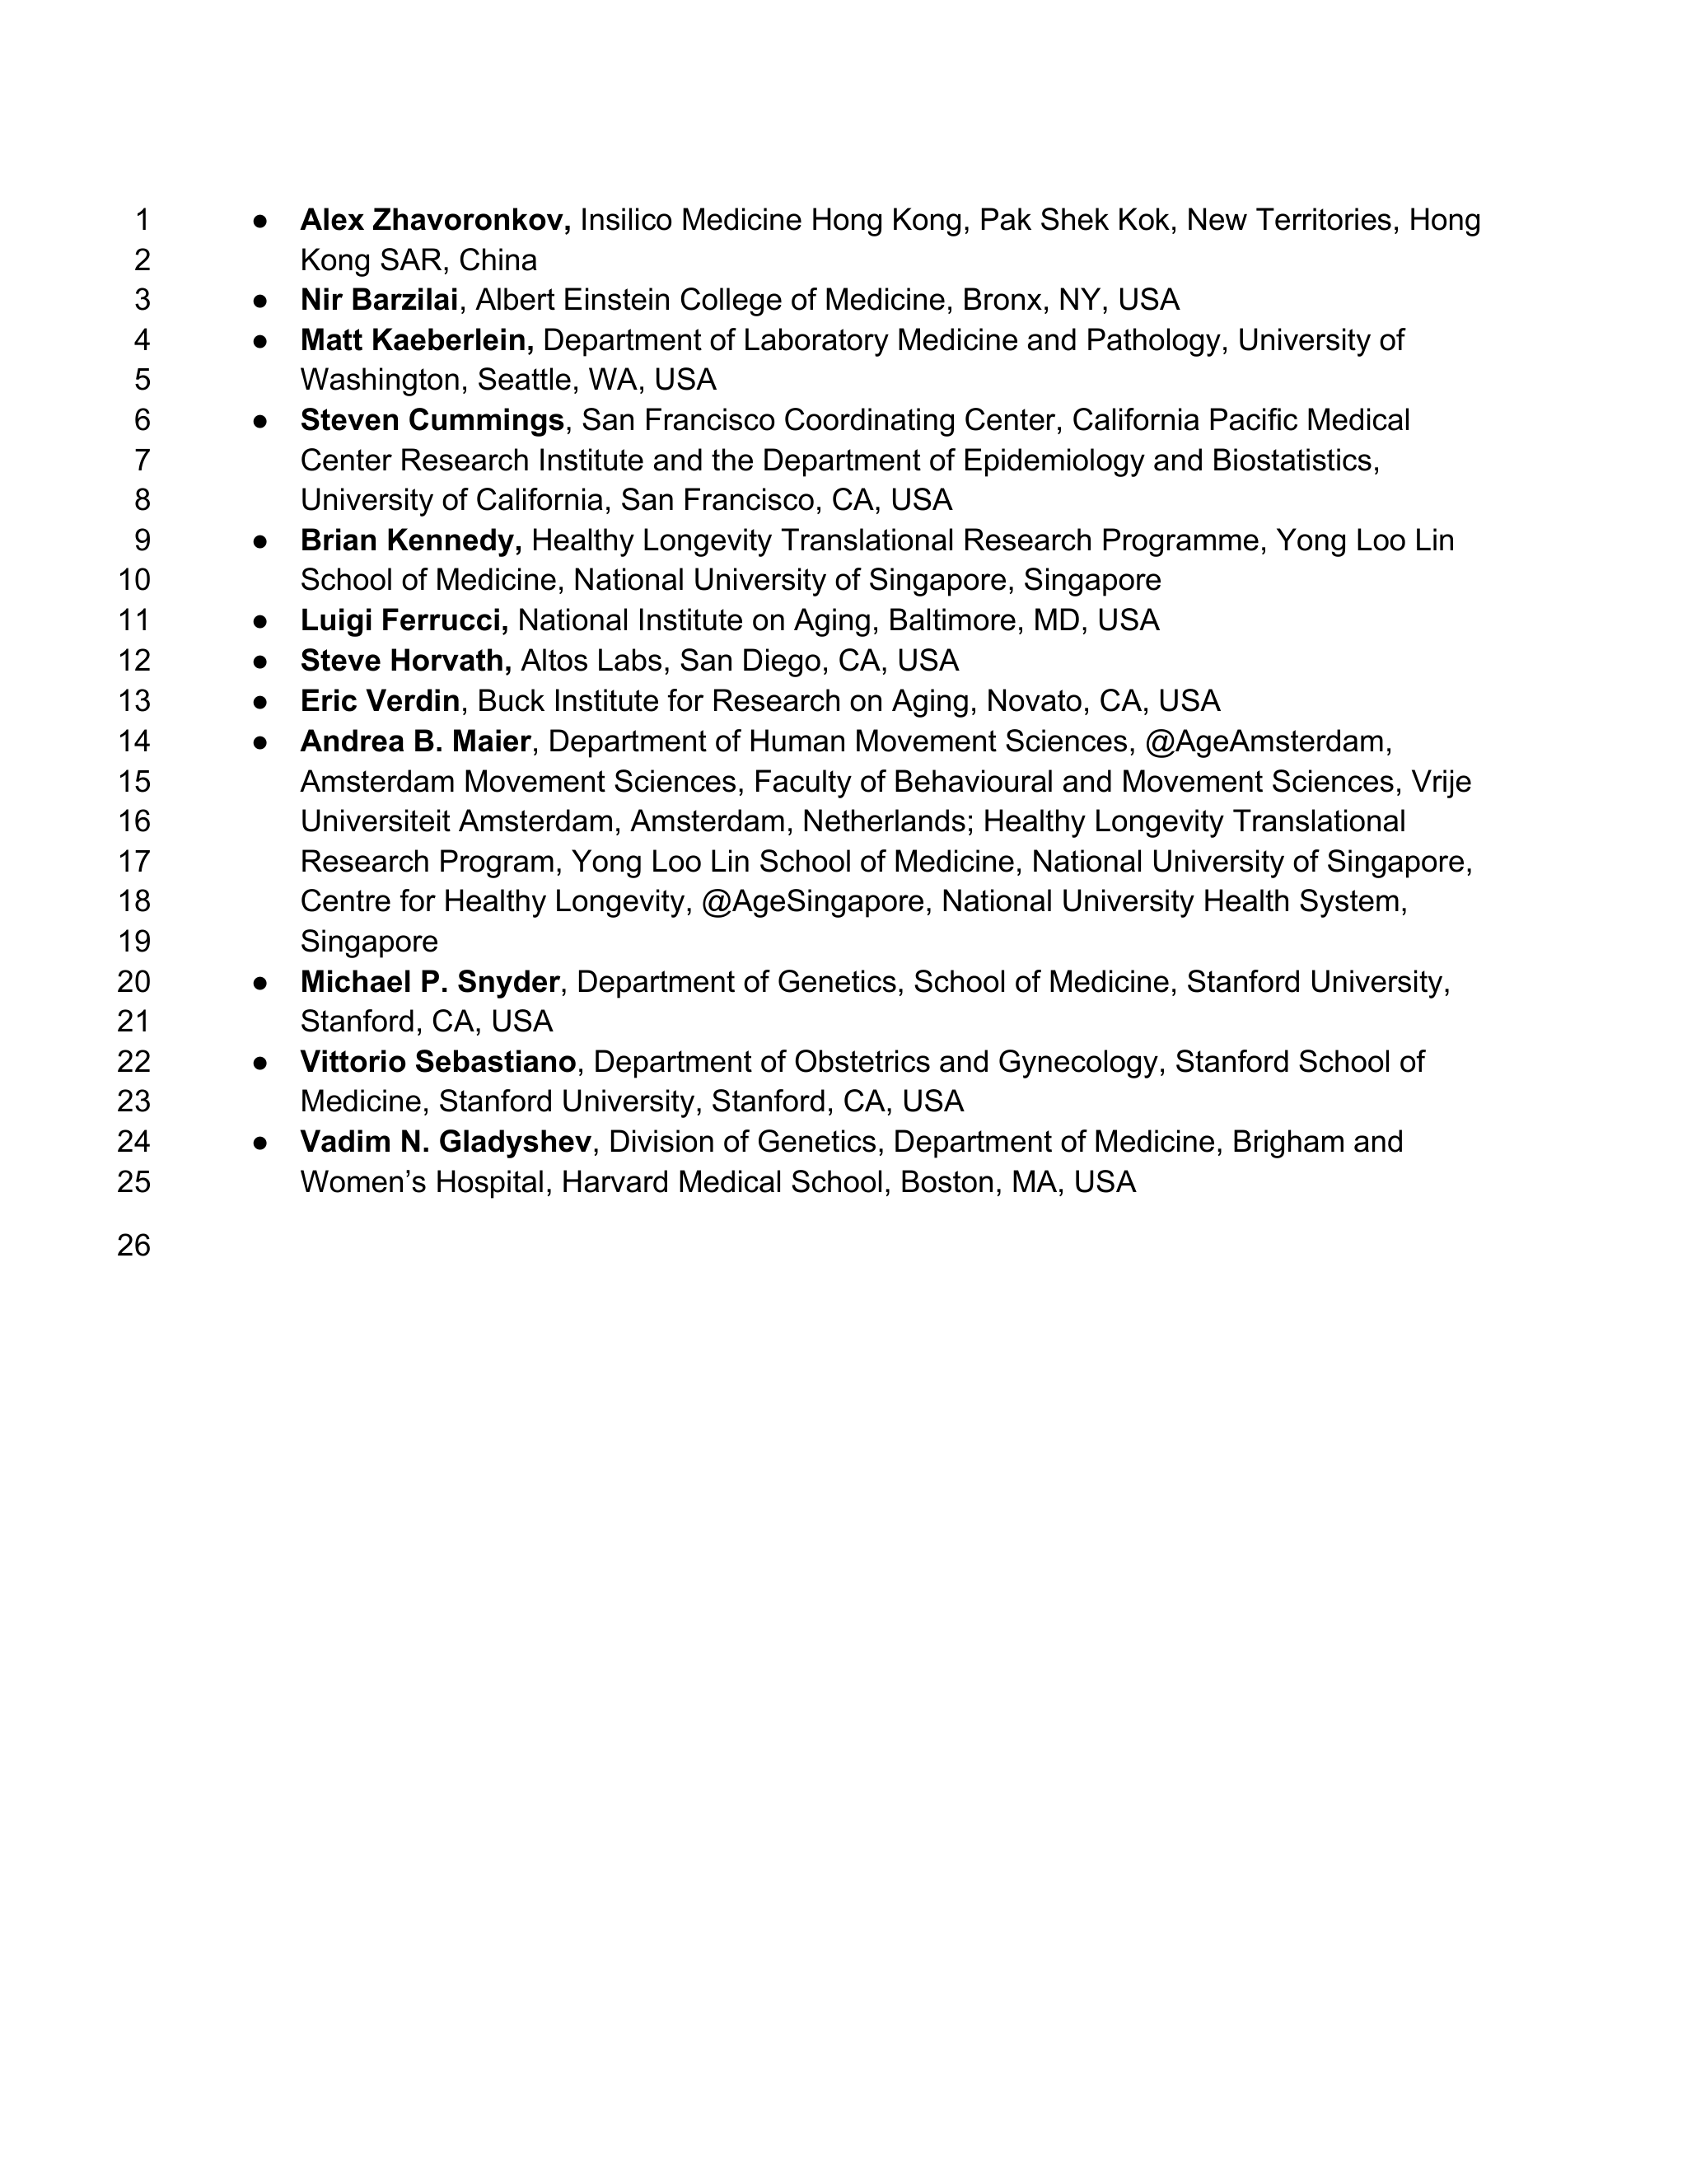 1 ● Alex Zhavoronkov, Insilico Medicine Hong Kong, Pak Shek Kok, New Territories, Hong
2 Kong SAR, China
3 ● Nir Barzilai, Albert Einstein College of Medicine, Bronx, NY, USA
4 ● Matt Kaeberlein, Department of Laboratory Medicine and Pathology, University of
5 Washington, Seattle, WA, USA
6 ● Steven Cummings, San Francisco Coordinating Center, California Pacific Medical
7 Center Research Institute and the Department of Epidemiology and Biostatistics,
8 University of California, San Francisco, CA, USA
9 ● Brian Kennedy, Healthy Longevity Translational Research Programme, Yong Loo Lin
10 School of Medicine, National University of Singapore, Singapore
11 ● Luigi Ferrucci, National Institute on Aging, Baltimore, MD, USA
12 ● Steve Horvath, Altos Labs, San Diego, CA, USA
13 ● Eric Verdin, Buck Institute for Research on Aging, Novato, CA, USA
14 ● Andrea B. Maier, Department of Human Movement Sciences, @AgeAmsterdam,
15 Amsterdam Movement Sciences, Faculty of Behavioural and Movement Sciences, Vrije
16 Universiteit Amsterdam, Amsterdam, Netherlands; Healthy Longevity Translational
17 Research Program, Yong Loo Lin School of Medicine, National University of Singapore,
18 Centre for Healthy Longevity, @AgeSingapore, National University Health System,
19 Singapore
20 ● Michael P. Snyder, Department of Genetics, School of Medicine, Stanford University,
21 Stanford, CA, USA
22 ● Vittorio Sebastiano, Department of Obstetrics and Gynecology, Stanford School of
23 Medicine, Stanford University, Stanford, CA, USA
24 ● Vadim N. Gladyshev, Division of Genetics, Department of Medicine, Brigham and
25 Women’s Hospital, Harvard Medical School, Boston, MA, USA
26